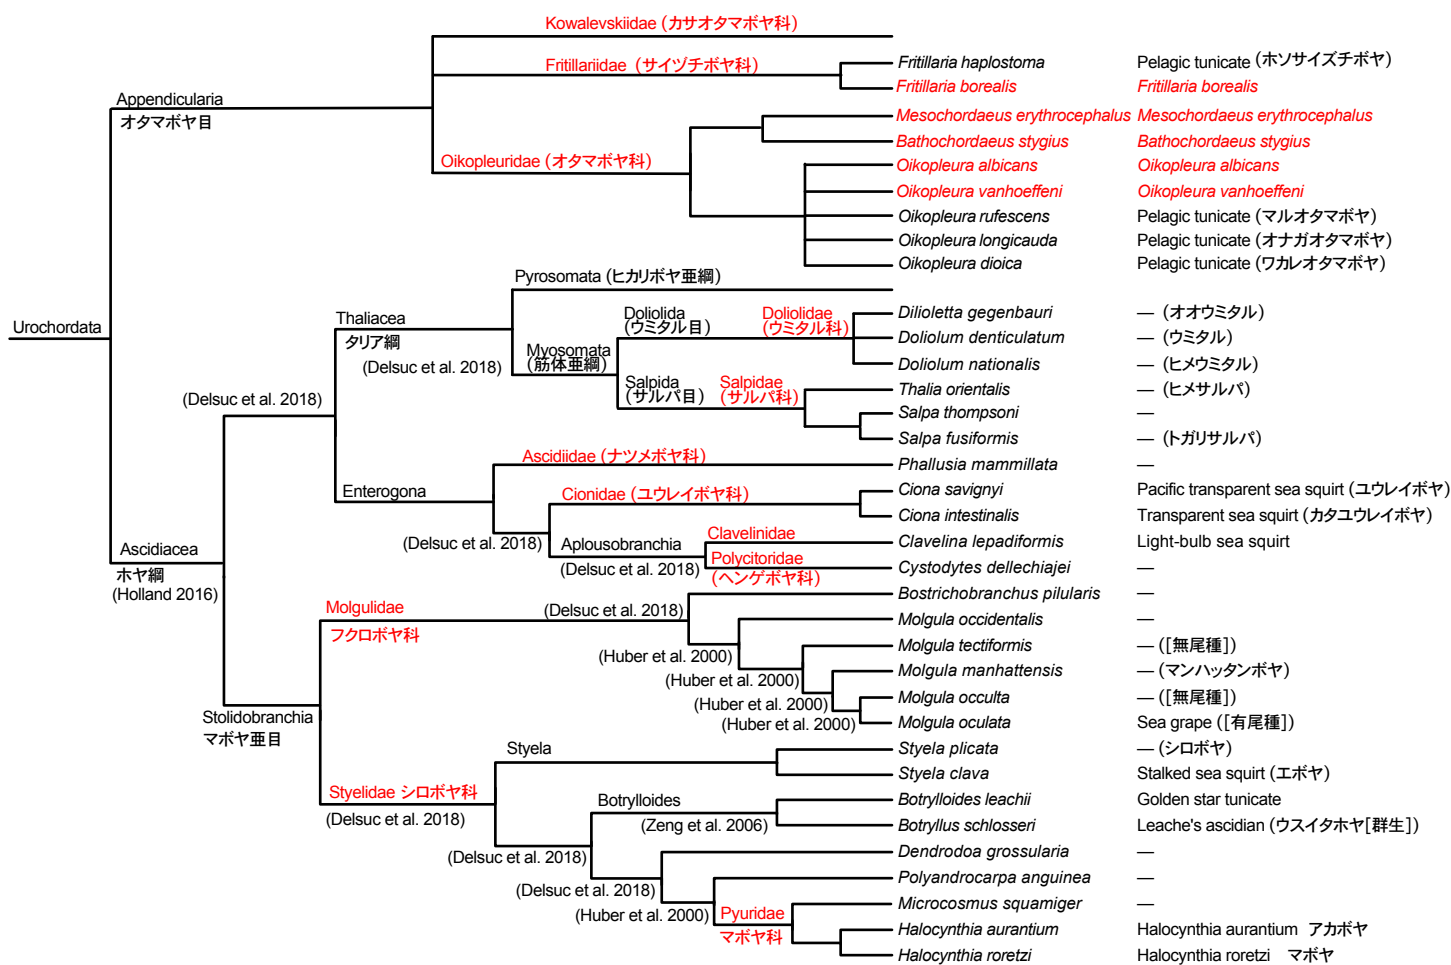 Kowalevskiidae (カサオタマボヤ科)
Fritillariidae (サイヅチボヤ科)
Fritillaria haplostoma Pelagic tunicate (ホソサイズチボヤ)
Fritillaria borealis Fritillaria borealis
Appendicularia
オタマボヤ目
Mesochordaeus erythrocephalus Mesochordaeus erythrocephalus
Bathochordaeus stygius Bathochordaeus stygius
Oikopleuridae (オタマボヤ科)
Oikopleura albicans Oikopleura albicans
Oikopleura vanhoeffeni Oikopleura vanhoeffeni
Oikopleura rufescens Pelagic tunicate (マルオタマボヤ)
Oikopleura longicauda Pelagic tunicate (オナガオタマボヤ)
Oikopleura dioica Pelagic tunicate (ワカレオタマボヤ)
Pyrosomata (ヒカリボヤ亜綱)
Urochordata
Thaliacea
タリア綱
(Delsuc et al. 2018)
Doliolida
(ウミタル目)
Doliolidae
(ウミタル科)
Dilioletta gegenbauri — (オオウミタル)
Doliolum denticulatum — (ウミタル)
Doliolum nationalis — (ヒメウミタル)
Myosomata
(筋体亜綱)
Salpida
(サルパ目)
Salpidae
(サルパ科)
Thalia orientalis — (ヒメサルパ)
Salpa thompsoni —
Salpa fusiformis — (トガリサルパ)
(Delsuc et al. 2018)
Ascidiidae (ナツメボヤ科)
Phallusia mammillata —
Enterogona
Cionidae (ユウレイボヤ科)
Ciona savignyi Pacific transparent sea squirt (ユウレイボヤ)
Ciona intestinalis Transparent sea squirt (カタユウレイボヤ)
(Delsuc et al. 2018)
Aplousobranchia
(Delsuc et al. 2018)
Clavelinidae
Clavelina lepadiformis Light-bulb sea squirt
Polycitoridae
(ヘンゲボヤ科)
Cystodytes dellechiajei —
Ascidiacea
ホヤ綱
(Holland 2016)
Molgulidae
フクロボヤ科
(Delsuc et al. 2018)
Bostrichobranchus pilularis —
Molgula occidentalis —
(Huber et al. 2000)
Molgula tectiformis — ([無尾種])
(Huber et al. 2000)
Molgula manhattensis — (マンハッタンボヤ)
(Huber et al. 2000)
Molgula occulta — ([無尾種])
(Huber et al. 2000)
Molgula oculata Sea grape ([有尾種])
Stolidobranchia
マボヤ亜目
Styela
Styela plicata — (シロボヤ)
Styela clava Stalked sea squirt (エボヤ)
Styelidae シロボヤ科
(Delsuc et al. 2018)
Botrylloides
(Zeng et al. 2006)
Botrylloides leachii Golden star tunicate
Botryllus schlosseri Leache's ascidian (ウスイタホヤ[群生])
(Delsuc et al. 2018)
Dendrodoa grossularia —
(Delsuc et al. 2018)
Polyandrocarpa anguinea —
(Huber et al. 2000)
Pyuridae
マボヤ科
Microcosmus squamiger —
Halocynthia aurantium Halocynthia aurantium アカボヤ
Halocynthia roretzi Halocynthia roretzi マボヤ